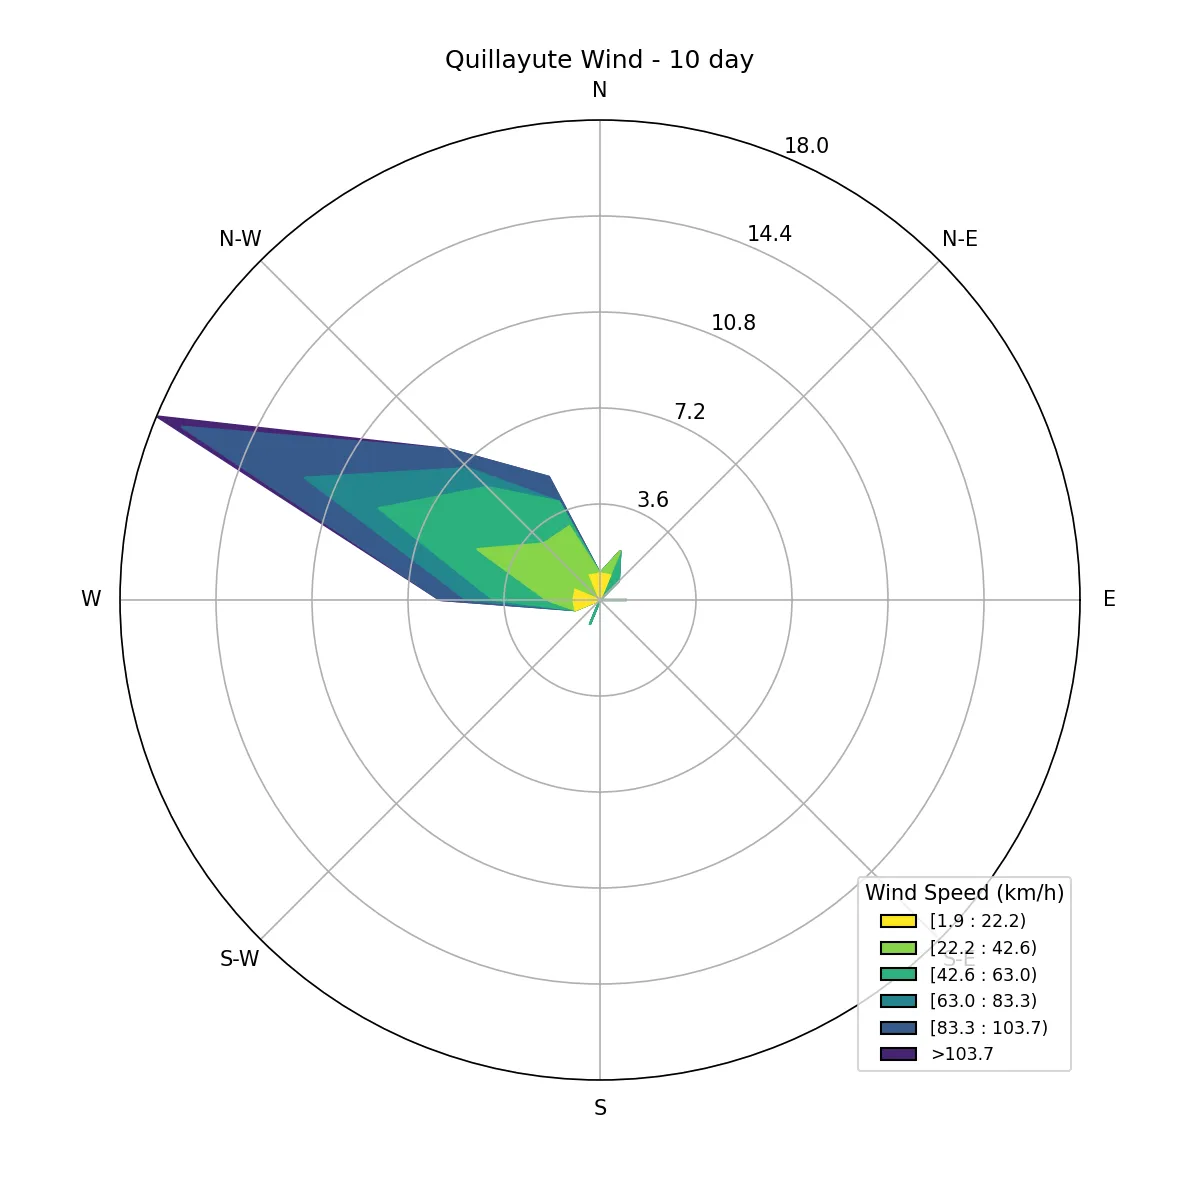 Quillayute Wind - 10 day
N
18.0
14.4
N-W
N-E
10.8
7.2
3.6
W
E
Wind Speed (km/h)
[1.9 : 22.2)
[22.2 : 42.6)
S-W
S-E
[42.6 : 63.0)
[63.0 : 83.3)
[83.3 : 103.7)
>103.7
S